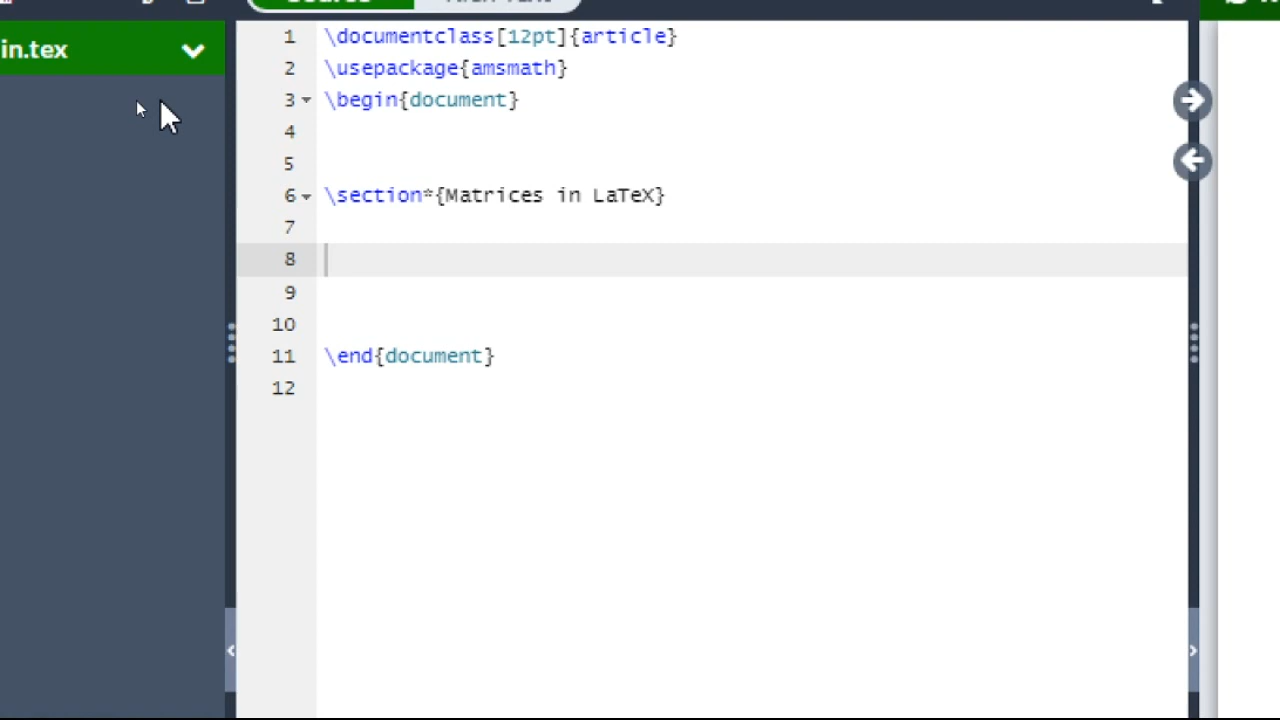 in.tex
1 \documentclass[12pt]{article}
2 \usepackage{amsmath}
3 \begin{document}
4
5
6 \section*{Matrices in LaTeX}
7
8
9
10
11 \end{document}
12